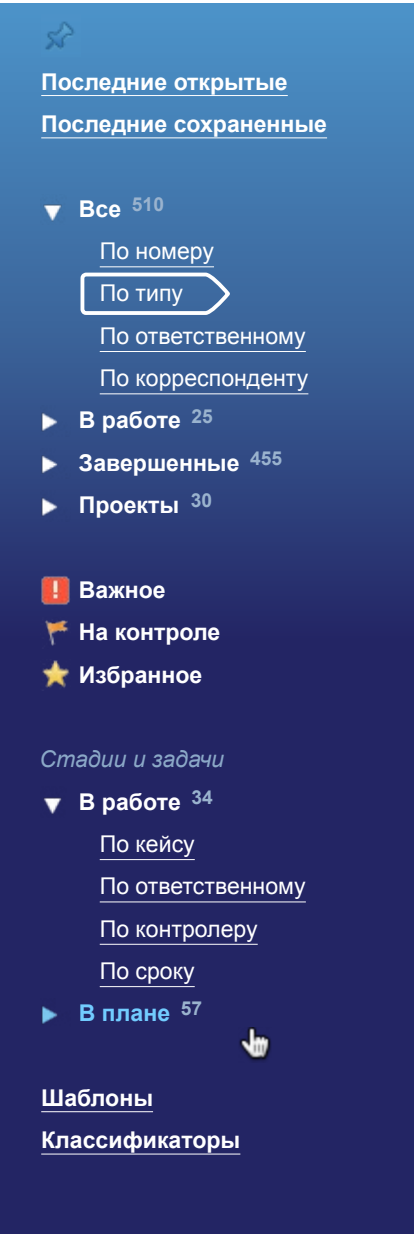 Последние открытые
Последние сохраненные
Все 510
По номеру
По типу
По ответственному
По корреспонденту
В работе 25
Завершенные 455
Проекты 30
Важное
На контроле
Избранное
Стадии и задачи
В работе 34
По кейсу
По ответственному
По контролеру
По сроку
В плане 57
Шаблоны
Классификаторы